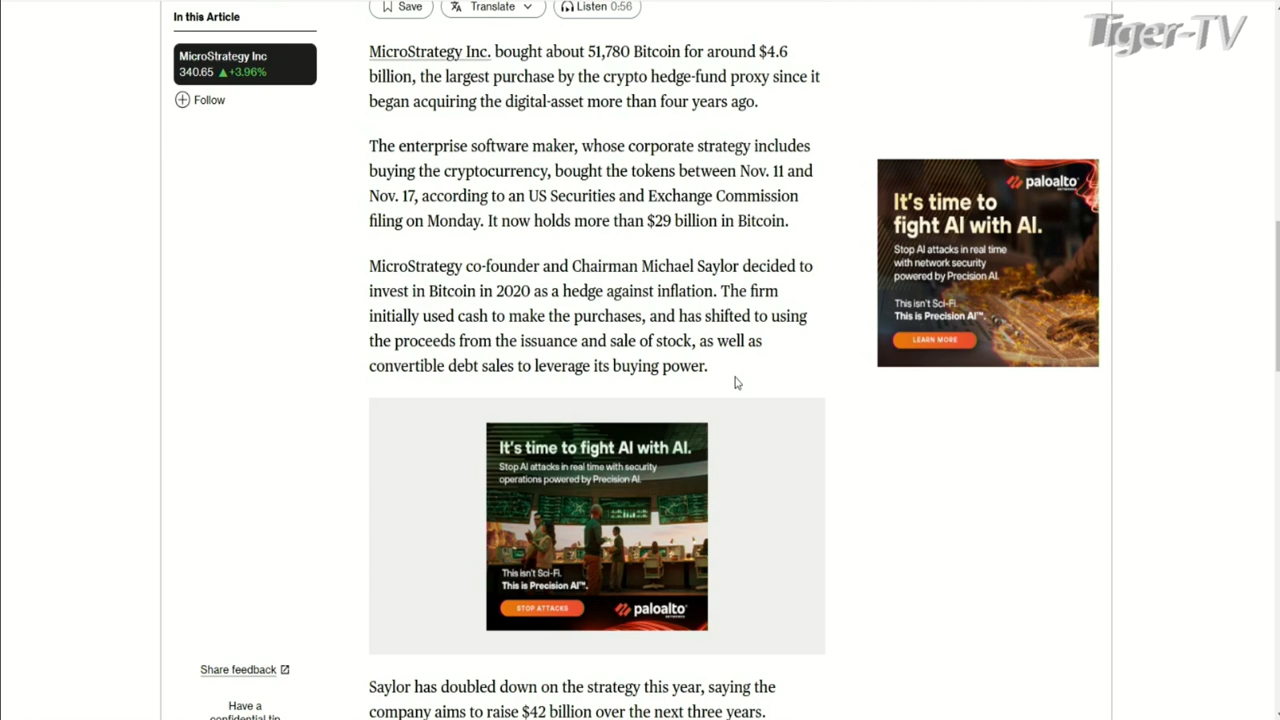 In this Article
Save
Translate
Listen 0:56
Tiger-TV
MicroStrategy Inc
340.65 ▲+3.96%
Follow
MicroStrategy Inc. bought about 51,780 Bitcoin for around $4.6
billion, the largest purchase by the crypto hedge-fund proxy since it
began acquiring the digital-asset more than four years ago.
The enterprise software maker, whose corporate strategy includes
buying the cryptocurrency, bought the tokens between Nov. 11 and
Nov. 17, according to an US Securities and Exchange Commission
filing on Monday. It now holds more than $29 billion in Bitcoin.
MicroStrategy co-founder and Chairman Michael Saylor decided to
invest in Bitcoin in 2020 as a hedge against inflation. The firm
initially used cash to make the purchases, and has shifted to using
the proceeds from the issuance and sale of stock, as well as
convertible debt sales to leverage its buying power.
paloalto
NETWORKS
It's time to
fight AI with AI.
Stop AI attacks in real time
with network security
powered by Precision AI.
This isn't Sci-Fi.
This is Precision AI™.
LEARN MORE
It's time to fight AI with AI.
Stop AI attacks in real time with security
operations powered by Precision AI.
This isn't Sci-Fi.
This is Precision AI™.
STOP ATTACKS
paloalto
NETWORKS
Share feedback
Have a
confidential tip
Saylor has doubled down on the strategy this year, saying the
company aims to raise $42 billion over the next three years.